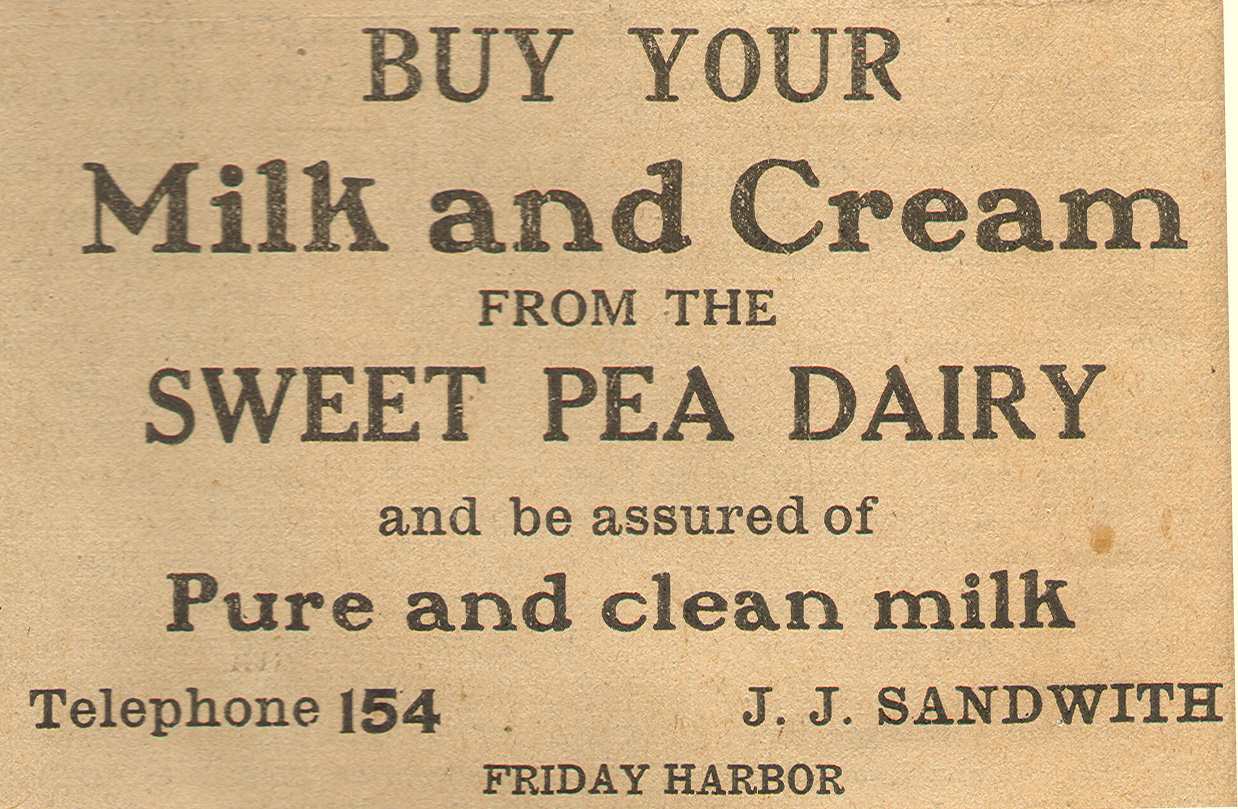 BUY YOUR
Milk and Cream
FROM THE
SWEET PEA DAIRY
and be assured of
Pure and clean milk
Telephone 154 J. J. SANDWITH
FRIDAY HARBOR